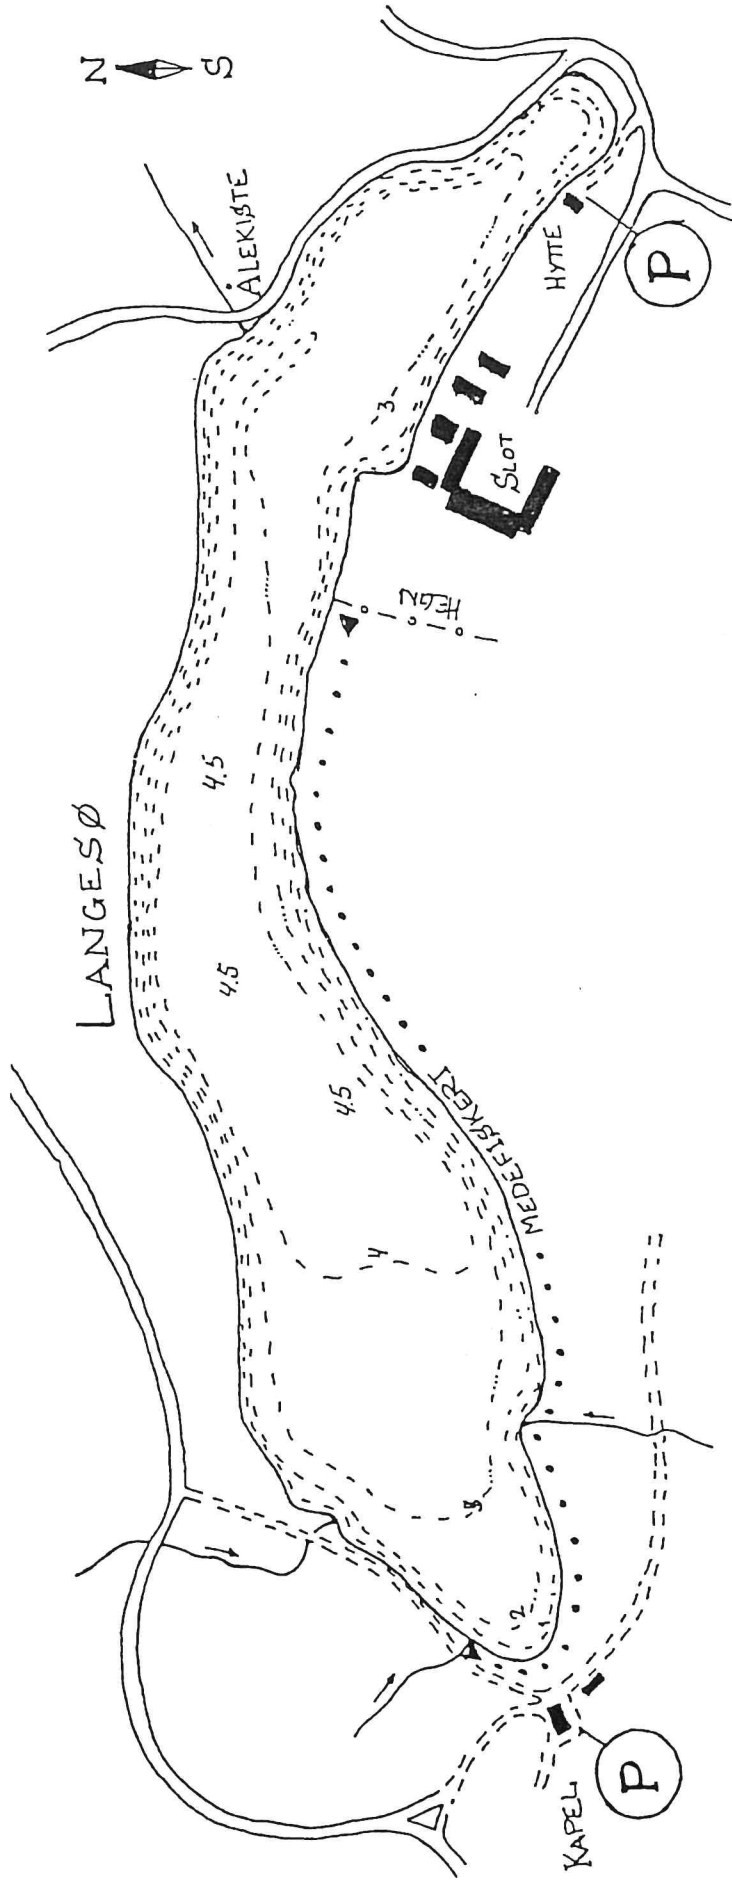 N
S
LANGESØ
ÅLEKISTE
4.5
4.5
4.5
4
3
3
2
MEDEFISKERI
HEGN
SLOT
HYTTE
P
KAPEL
P